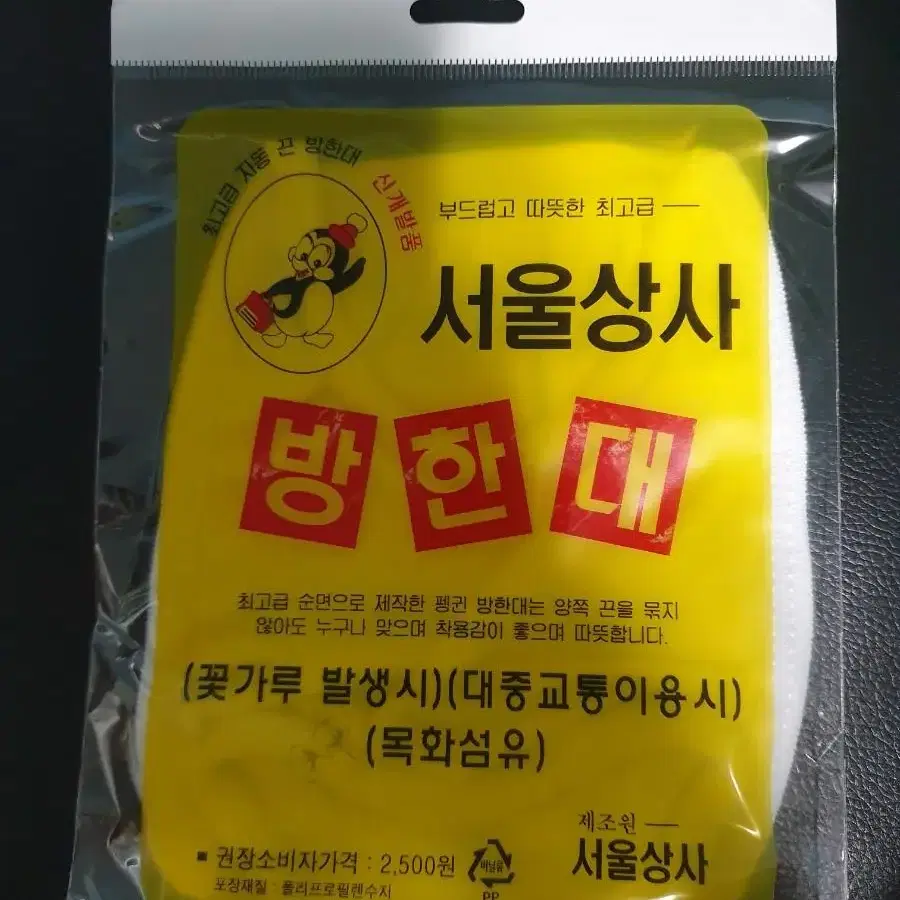 최고급 자동 끈 방한대
신개발품
부드럽고 따뜻한 최고급 —
서울상사
방한대
최고급 순면으로 제작한 펭귄 방한대는 양쪽 끈을 묶지
않아도 누구나 맞으며 착용감이 좋으며 따뜻합니다.
(꽃가루 발생시)(대중교통이용시)
(목화섬유)
제조원 —
서울상사
■ 권장소비자가격 : 2,500원
비닐류
PP
포장재질 : 폴리프로필렌수지